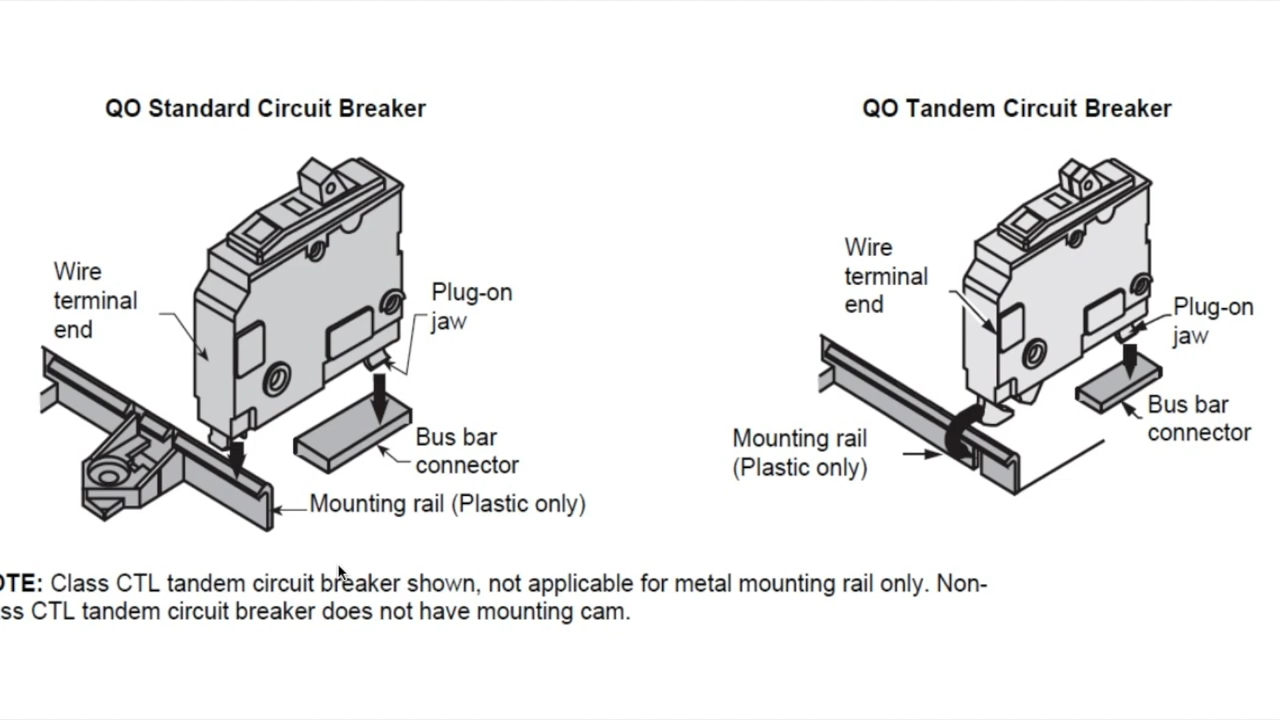 QO Standard Circuit Breaker
QO Tandem Circuit Breaker
Wire
terminal
end
Plug-on
jaw
Bus bar
connector
Mounting rail (Plastic only)
Wire
terminal
end
Plug-on
jaw
Bus bar
connector
Mounting rail
(Plastic only)
OTE: Class CTL tandem circuit breaker shown, not applicable for metal mounting rail only. Non-
ss CTL tandem circuit breaker does not have mounting cam.